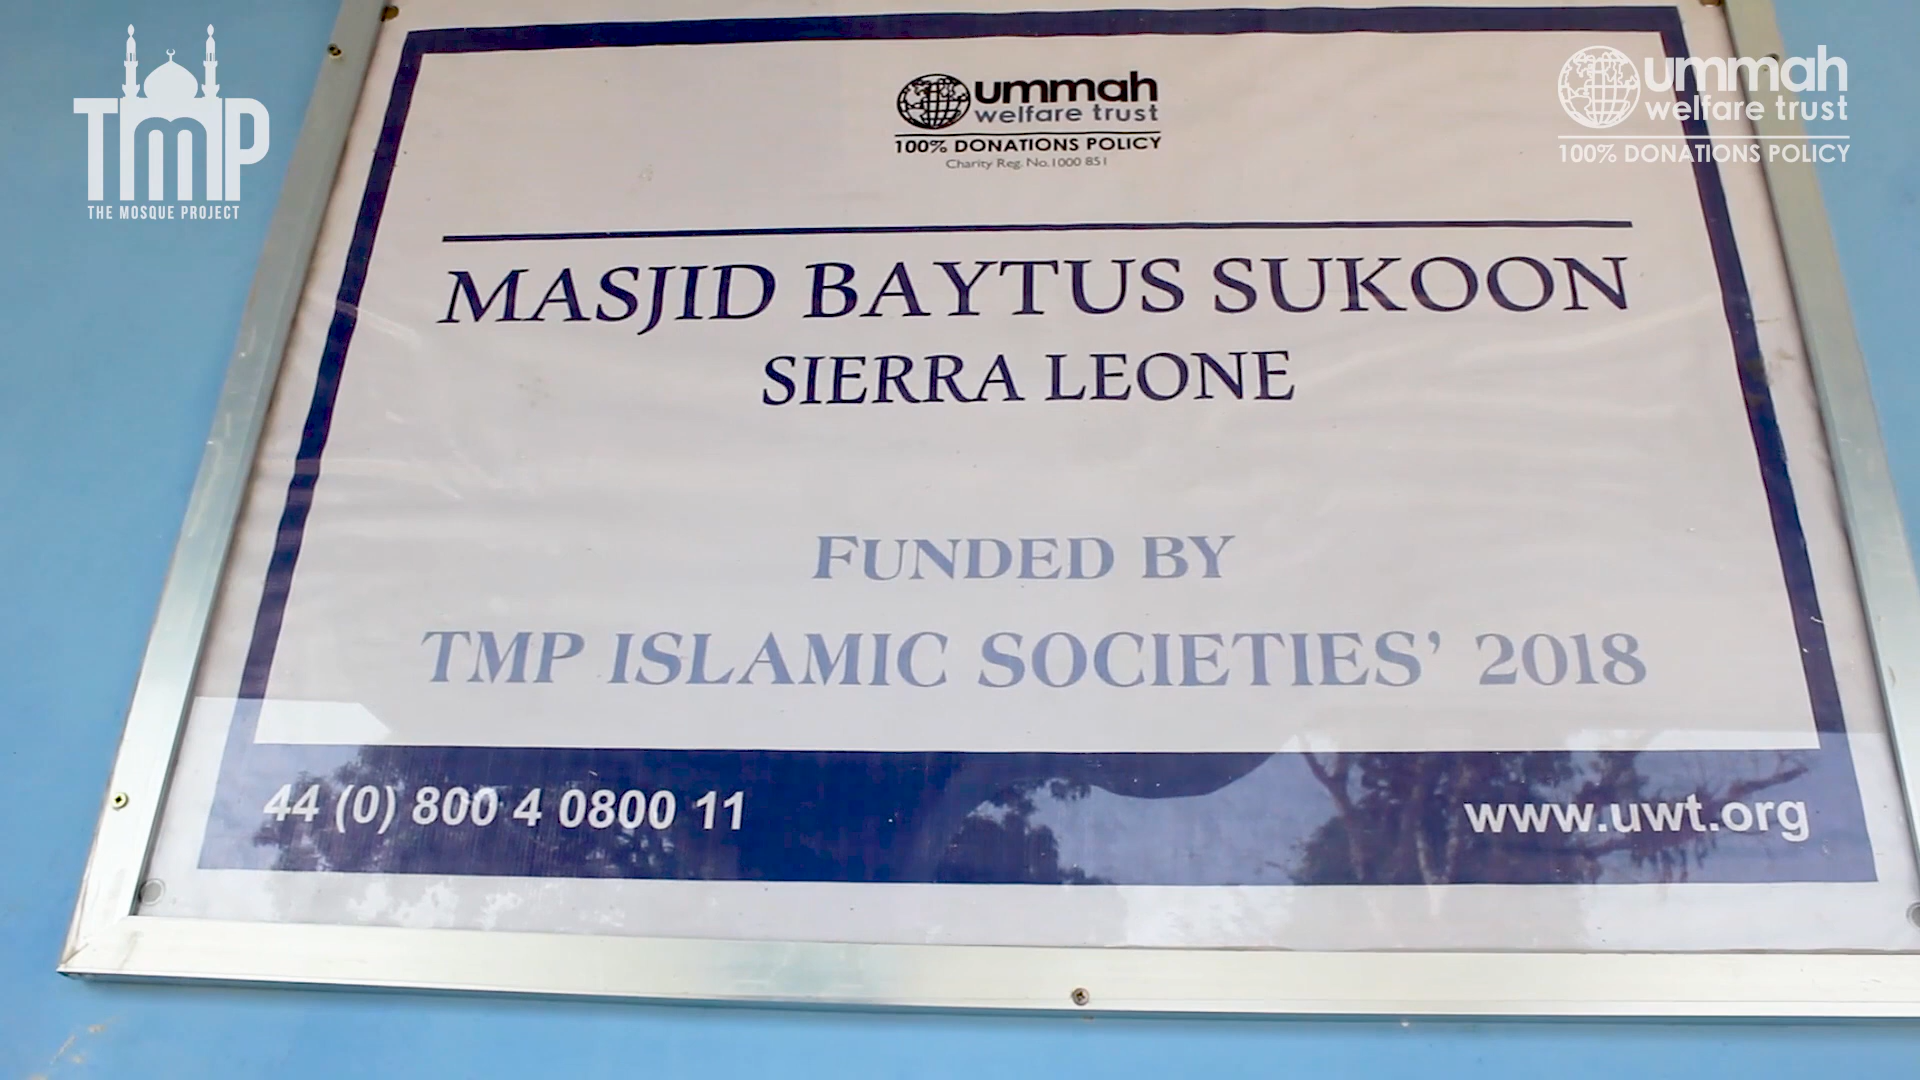 TMP
THE MOSQUE PROJECT
ummah
welfare trust
100% DONATIONS POLICY
ummah
welfare trust
100% DONATIONS POLICY
Charity Reg. No.1000 851
MASJID BAYTUS SUKOON
SIERRA LEONE
FUNDED BY
TMP ISLAMIC SOCIETIES' 2018
44 (0) 800 4 0800 11
www.uwt.org